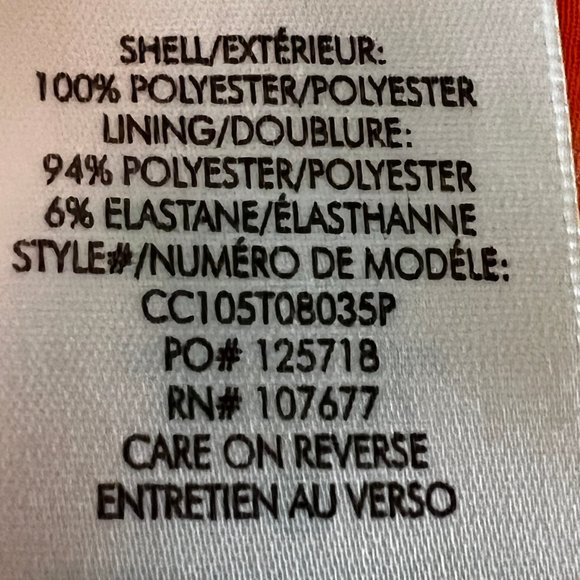 SHELL/EXTÉRIEUR:
100% POLYESTER/POLYESTER
LINING/DOUBLURE:
94% POLYESTER/POLYESTER
6% ELASTANE/ÉLASTHANNE
STYLE#/NUMÉRO DE MODÉLE:
CC105T08035P
PO# 125718
RN# 107677
CARE ON REVERSE
ENTRETIEN AU VERSO